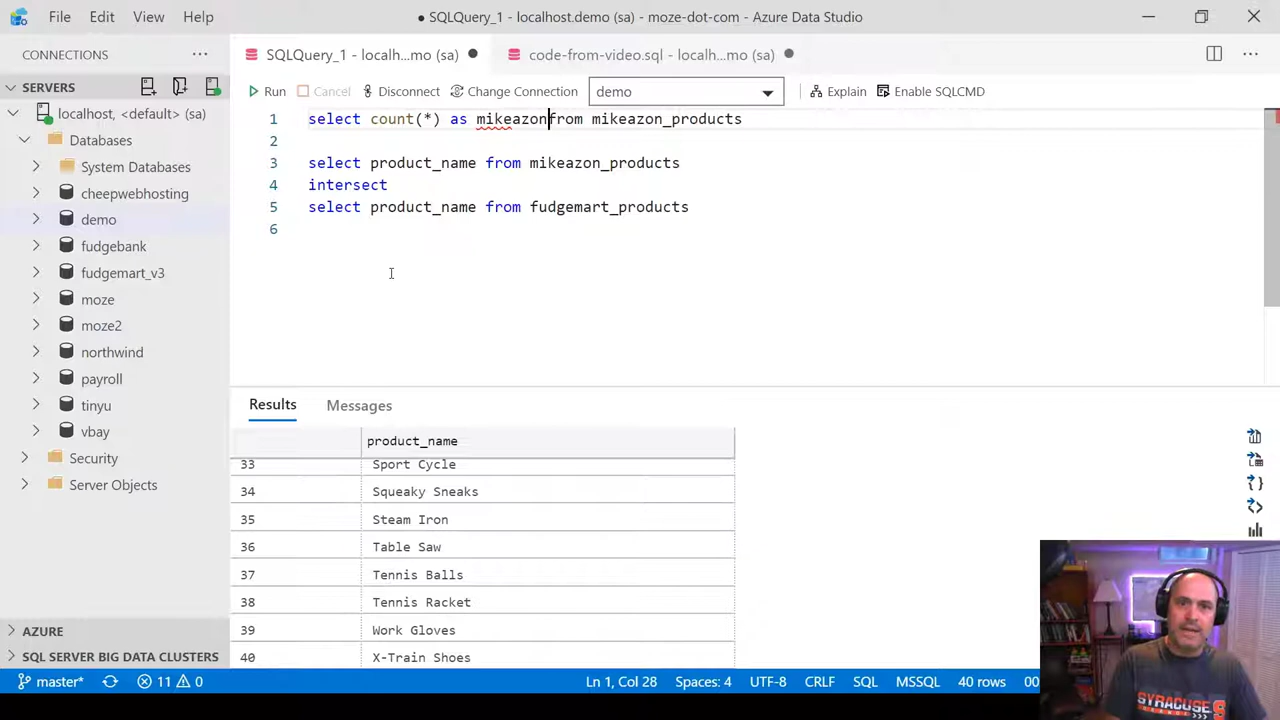 File Edit View Help ● SQLQuery_1 - localhost.demo (sa) - moze-dot-com - Azure Data Studio
CONNECTIONS
SQLQuery_1 - localh...mo (sa)
code-from-video.sql - localh...mo (sa)
SERVERS
Run Cancel Disconnect Change Connection demo Explain Enable SQLCMD
localhost, <default> (sa)
Databases
System Databases
cheepwebhosting
demo
fudgebank
fudgemart_v3
moze
moze2
northwind
payroll
tinyu
vbay
Security
Server Objects
AZURE
SQL SERVER BIG DATA CLUSTERS
1 select count(*) as mikeazonfrom mikeazon_products
2
3 select product_name from mikeazon_products
4 intersect
5 select product_name from fudgemart_products
6
Results Messages
product_name
33 Sport Cycle
34 Squeaky Sneaks
35 Steam Iron
36 Table Saw
37 Tennis Balls
38 Tennis Racket
39 Work Gloves
40 X-Train Shoes
master* 11 0 Ln 1, Col 28 Spaces: 4 UTF-8 CRLF SQL MSSQL 40 rows 00
SYRACUSE